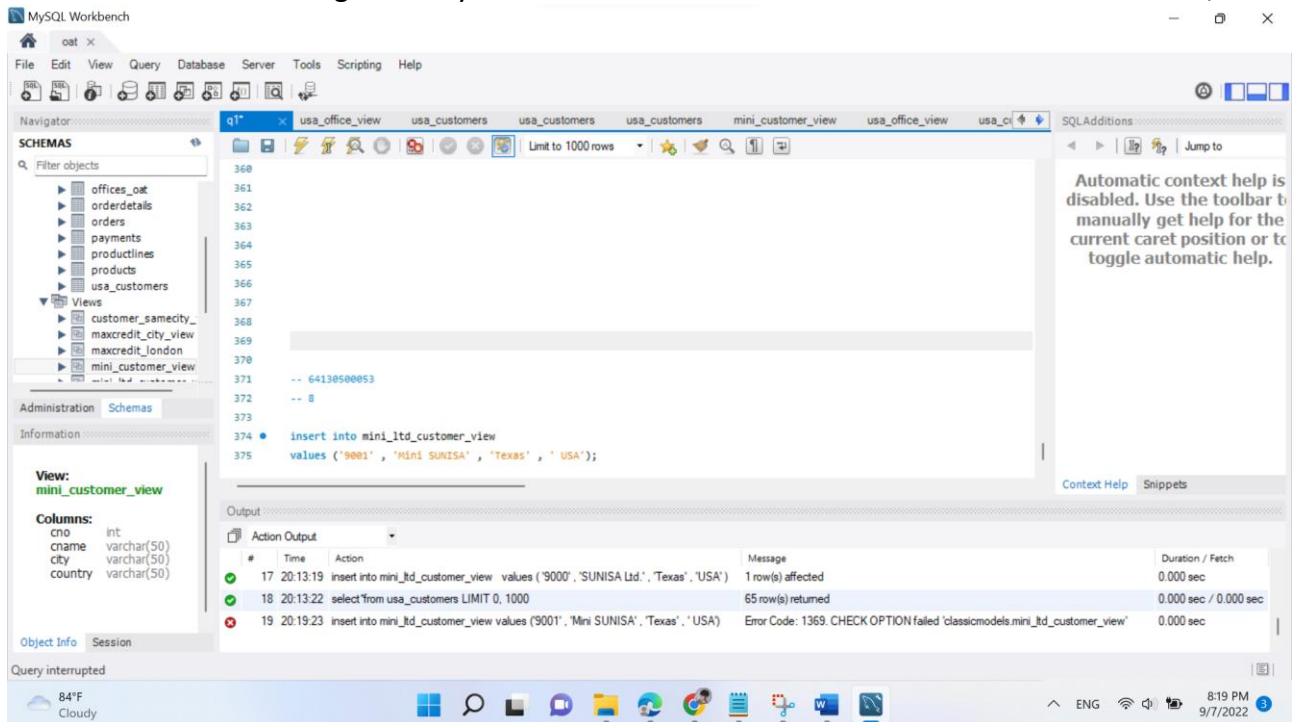 MySQL Workbench
oat
File Edit View Query Database Server Tools Scripting Help
Navigator
SCHEMAS
Filter objects
offices_oat
orderdetails
orders
payments
productlines
products
usa_customers
Views
customer_samecity_
maxcredit_city_view
maxcredit_london
mini_customer_view
Administration Schemas
Information
View:
mini_customer_view
Columns:
cno int
cname varchar(50)
city varchar(50)
country varchar(50)
Object Info Session
q1* usa_office_view usa_customers usa_customers usa_customers mini_customer_view usa_office_view
Limit to 1000 rows
360
361
362
363
364
365
366
367
368
369
370
371 -- 64130500053
372 -- 8
373
374 insert into mini_ltd_customer_view
375 values ('9001' , 'Mini SUNISA' , 'Texas' , ' USA');
SQLAdditions
Jump to
Automatic context help is
disabled. Use the toolbar t
manually get help for the
current caret position or to
toggle automatic help.
Context Help Snippets
Output
Action Output
# Time Action Message Duration / Fetch
17 20:13:19 insert into mini_ltd_customer_view values ( '9000' , 'SUNISA Ltd.' , 'Texas' , 'USA' ) 1 row(s) affected 0.000 sec
18 20:13:22 select*from usa_customers LIMIT 0, 1000 65 row(s) returned 0.000 sec / 0.000 sec
19 20:19:23 insert into mini_ltd_customer_view values ('9001' , 'Mini SUNISA' , 'Texas' , ' USA') Error Code: 1369. CHECK OPTION failed 'classicmodels.mini_ltd_customer_view' 0.000 sec
Query interrupted
84°F
Cloudy
ENG
8:19 PM
9/7/2022
3